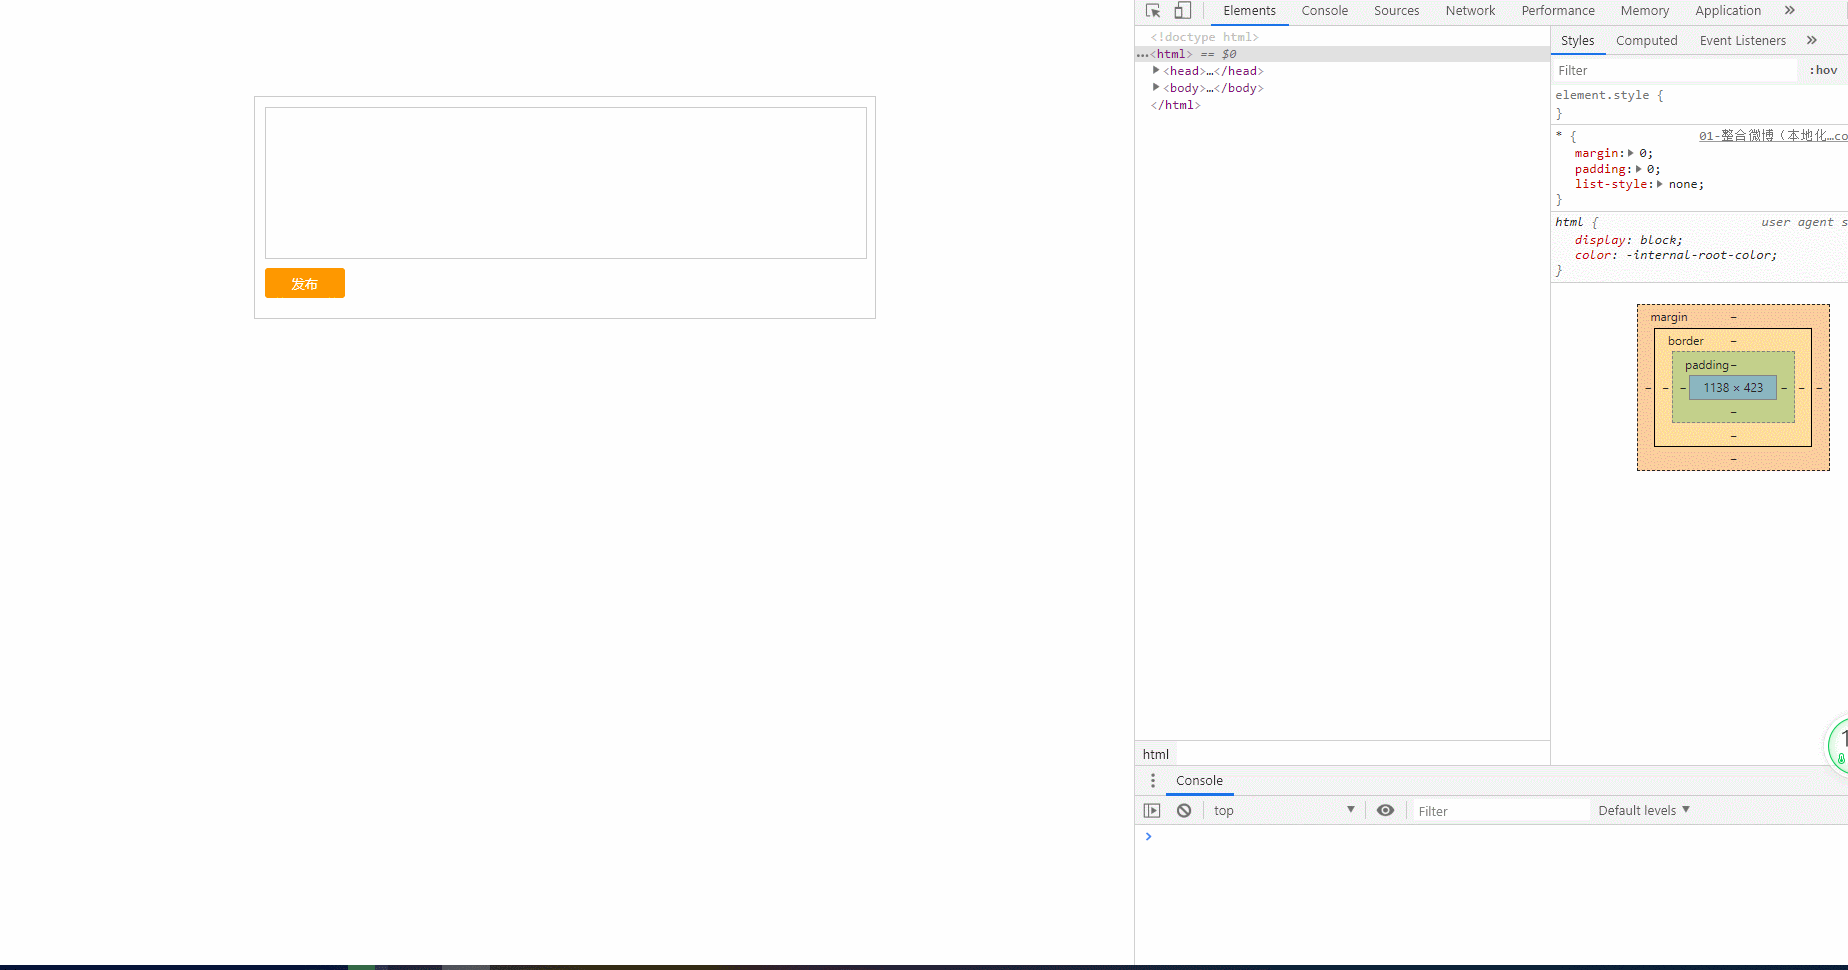 发布
Elements Console Sources Network Performance Memory Application »
<!doctype html>
…<html> == $0
▶<head>…</head>
▶<body>…</body>
</html>
html
Styles Computed Event Listeners »
Filter :hov
element.style {
}
* { 01-整合微博（本地化…co
margin:▶ 0;
padding:▶ 0;
list-style:▶ none;
}
html { user agent s
display: block;
color: -internal-root-color;
}
margin –
border –
padding –
– – – 1138 × 423 – – –
–
–
–
1
Console
top ▼ Filter Default levels ▼
>